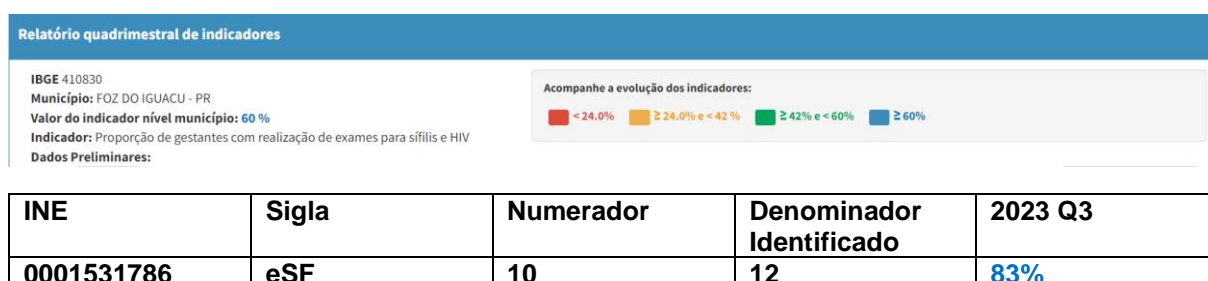 Relatório quadrimestral de indicadores
IBGE 410830
Município: FOZ DO IGUACU - PR
Valor do indicador nível município: 60 %
Indicador: Proporção de gestantes com realização de exames para sífilis e HIV
Dados Preliminares:
Acompanhe a evolução dos indicadores:
< 24.0% ≥ 24.0% e < 42 % ≥ 42% e < 60% ≥ 60%
INE Sigla Numerador Denominador Identificado 2023 Q3
0001531786 eSF 10 12 83%